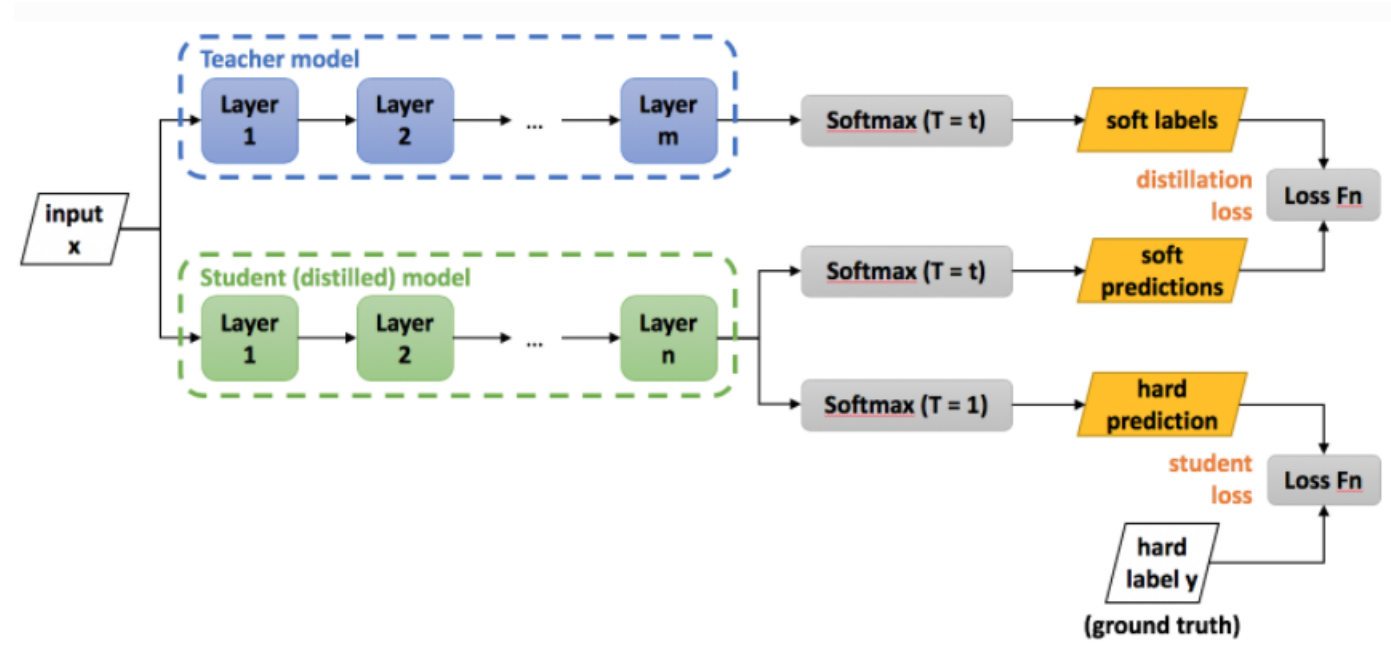 Teacher model
Layer
1
Layer
2
...
Layer
m
Softmax (T = t)
soft labels
distillation
loss
Loss Fn
input
x
Student (distilled) model
Layer
1
Layer
2
...
Layer
n
Softmax (T = t)
soft
predictions
Softmax (T = 1)
hard
prediction
student
loss
Loss Fn
hard
label y
(ground truth)